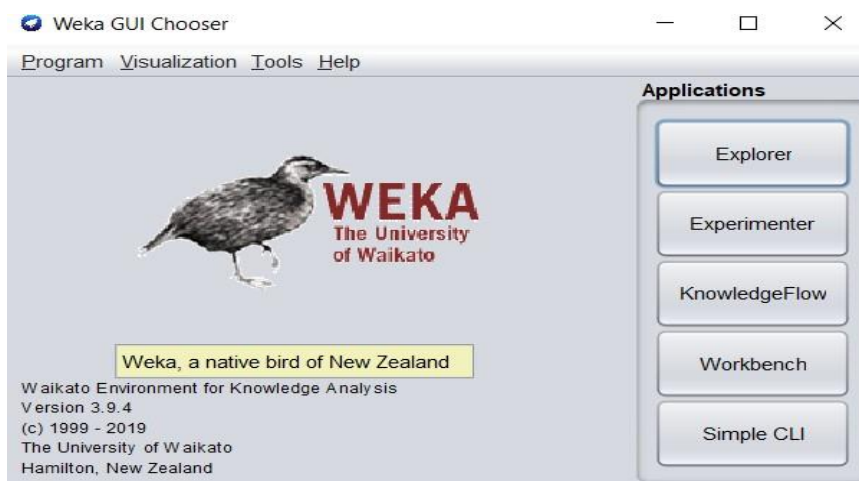 Weka GUI Chooser
Program Visualization Tools Help
Applications
Explorer
Experimenter
KnowledgeFlow
Workbench
Simple CLI
WEKA
The University
of Waikato
Weka, a native bird of New Zealand
Waikato Environment for Knowledge Analysis
Version 3.9.4
(c) 1999 - 2019
The University of Waikato
Hamilton, New Zealand